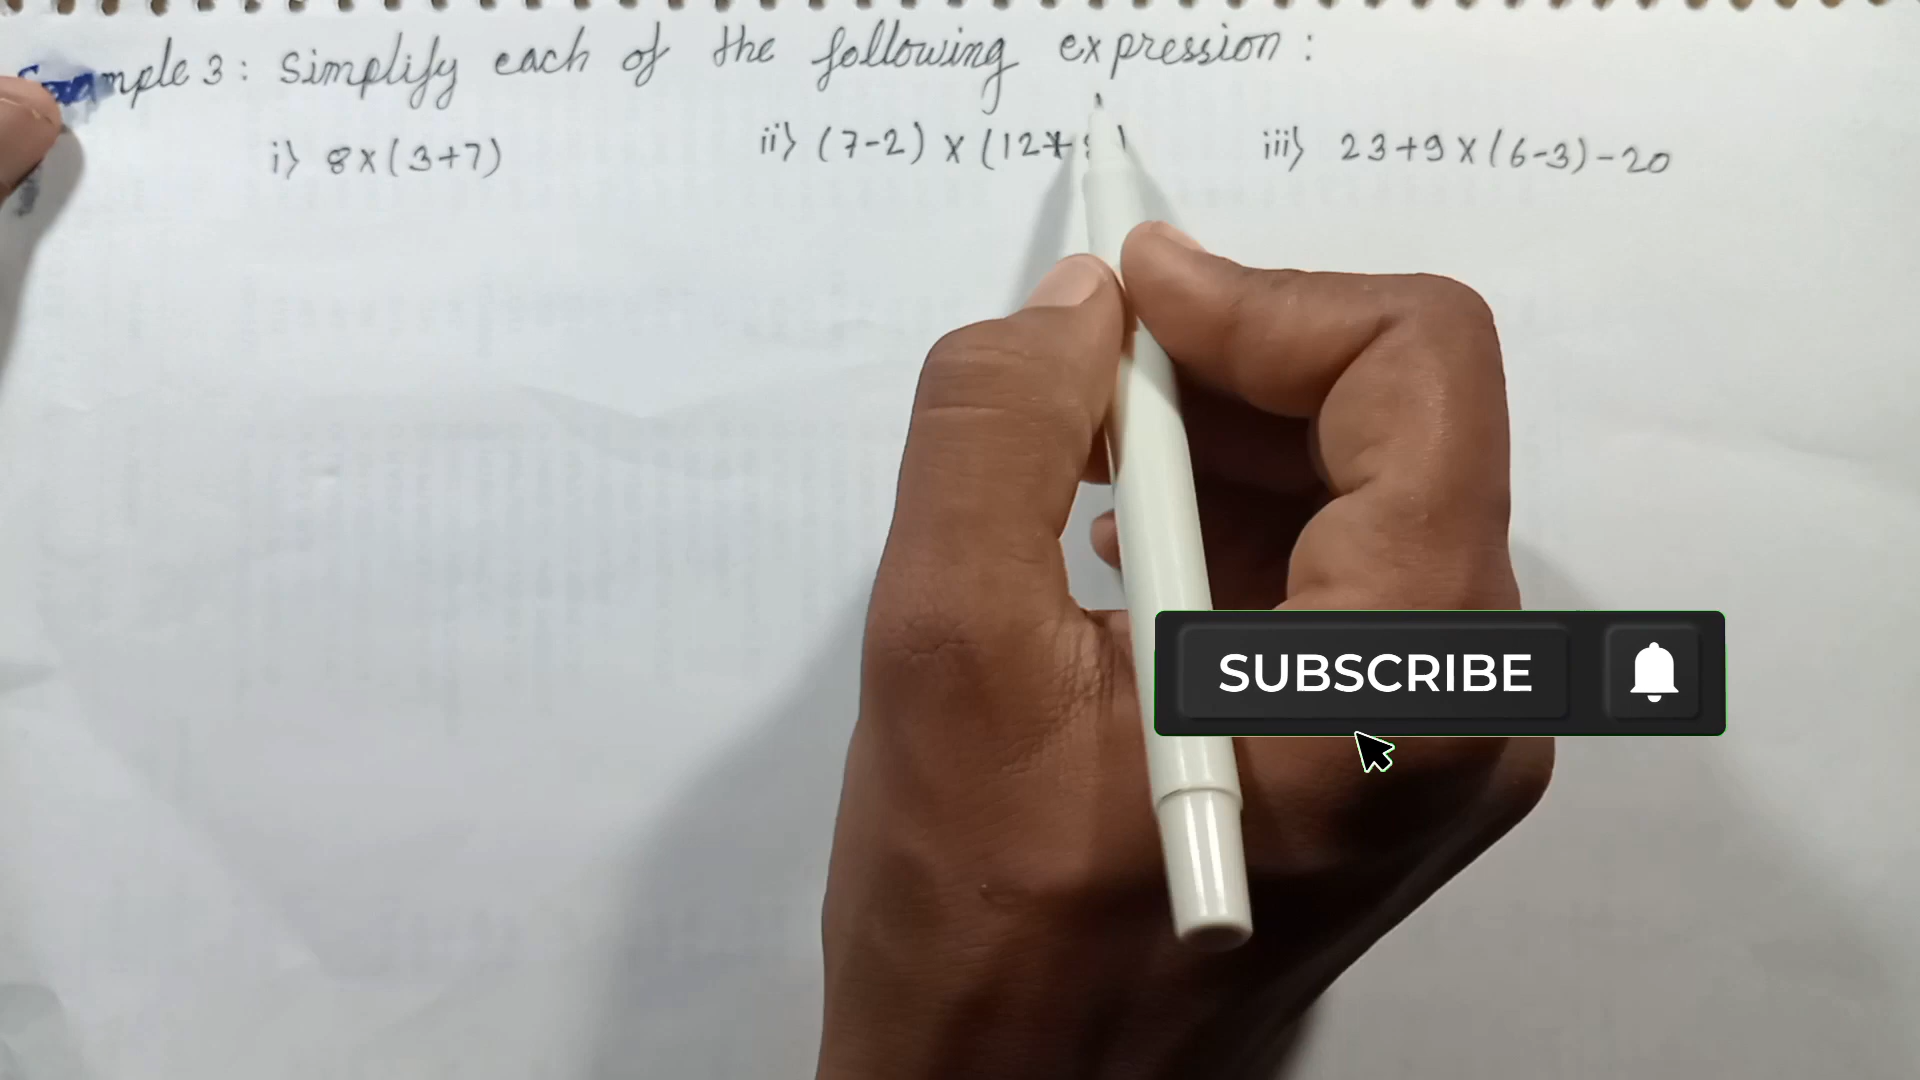 Example 3: Simplify each of the following expression:
i) 8×(3+7) ii) (7-2) × (12+ iii) 23+9×(6-3)-20
SUBSCRIBE